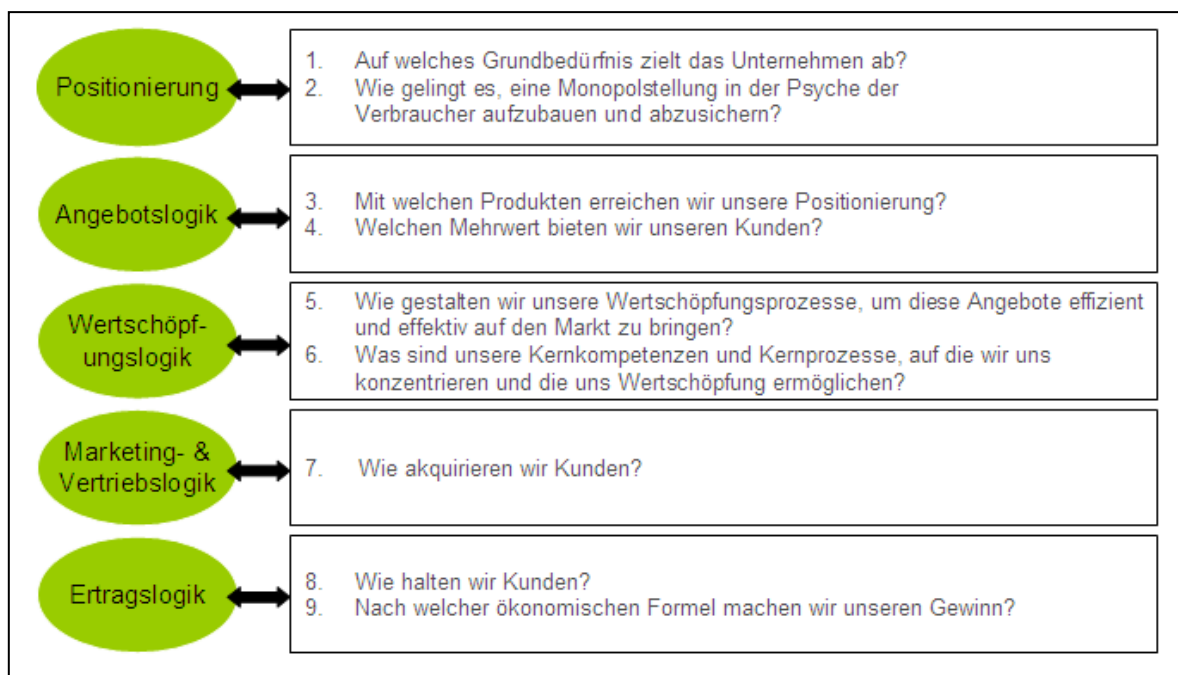 Positionierung
1. Auf welches Grundbedürfnis zielt das Unternehmen ab?
2. Wie gelingt es, eine Monopolstellung in der Psyche der
Verbraucher aufzubauen und abzusichern?
Angebotslogik
3. Mit welchen Produkten erreichen wir unsere Positionierung?
4. Welchen Mehrwert bieten wir unseren Kunden?
Wertschöpf-
ungslogik
5. Wie gestalten wir unsere Wertschöpfungsprozesse, um diese Angebote effizient
und effektiv auf den Markt zu bringen?
6. Was sind unsere Kernkompetenzen und Kernprozesse, auf die wir uns
konzentrieren und die uns Wertschöpfung ermöglichen?
Marketing- &
Vertriebslogik
7. Wie akquirieren wir Kunden?
Ertragslogik
8. Wie halten wir Kunden?
9. Nach welcher ökonomischen Formel machen wir unseren Gewinn?